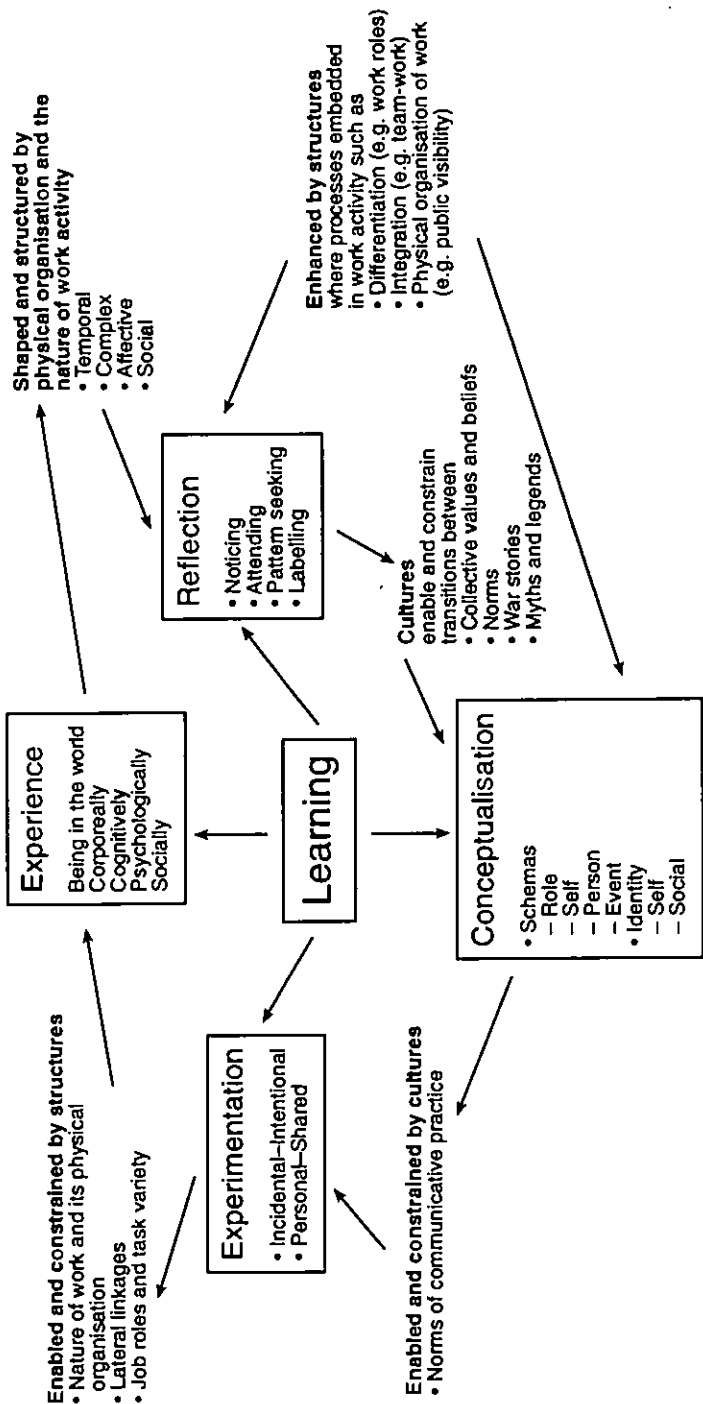 Shaped and structured by
physical organisation and the
nature of work activity
• Temporal
• Complex
• Affective
• Social
Enhanced by structures
where processes embedded
in work activity such as
• Differentiation (e.g. work roles)
• Integration (e.g. team-work)
• Physical organisation of work
(e.g. public visibility)
Experience
Being in the world
Corporeally
Cognitively
Psychologically
Socially
Reflection
• Noticing
• Attending
• Pattern seeking
• Labelling
Cultures
enable and constrain
transitions between
• Collective values and beliefs
• Norms
• War stories
• Myths and legends
Learning
Conceptualisation
• Schemas
– Role
– Self
– Person
– Event
• Identity
– Self
– Social
Enabled and constrained by structures
• Nature of work and its physical
organisation
• Lateral linkages
• Job roles and task variety
Experimentation
• Incidental–Intentional
• Personal–Shared
Enabled and constrained by cultures
• Norms of communicative practice